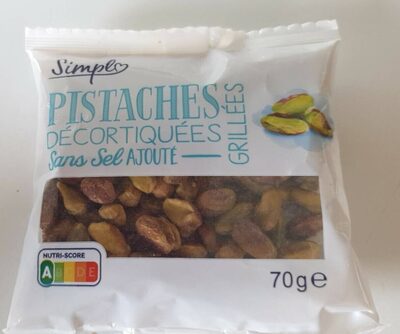 Simpl
PISTACHES
DÉCORTIQUÉES
Sans Sel AJOUTÉ
GRILLÉES
NUTRI-SCORE
A B C D E
70g e